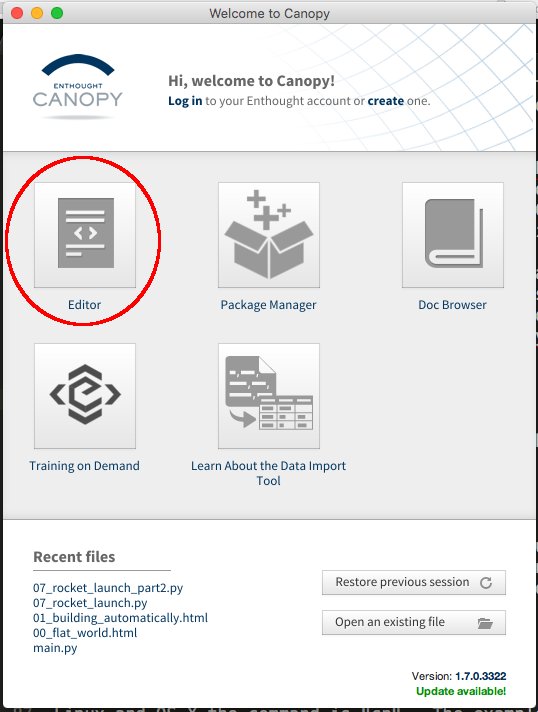 Welcome to Canopy
ENTHOUGHT
CANOPY
Hi, welcome to Canopy!
Log in to your Enthought account or create one.
Editor
Package Manager
Doc Browser
Training on Demand
Learn About the Data Import
Tool
Recent files
07_rocket_launch_part2.py
07_rocket_launch.py
01_building_automatically.html
00_flat_world.html
main.py
Restore previous session
Open an existing file
Version: 1.7.0.3322
Update available!